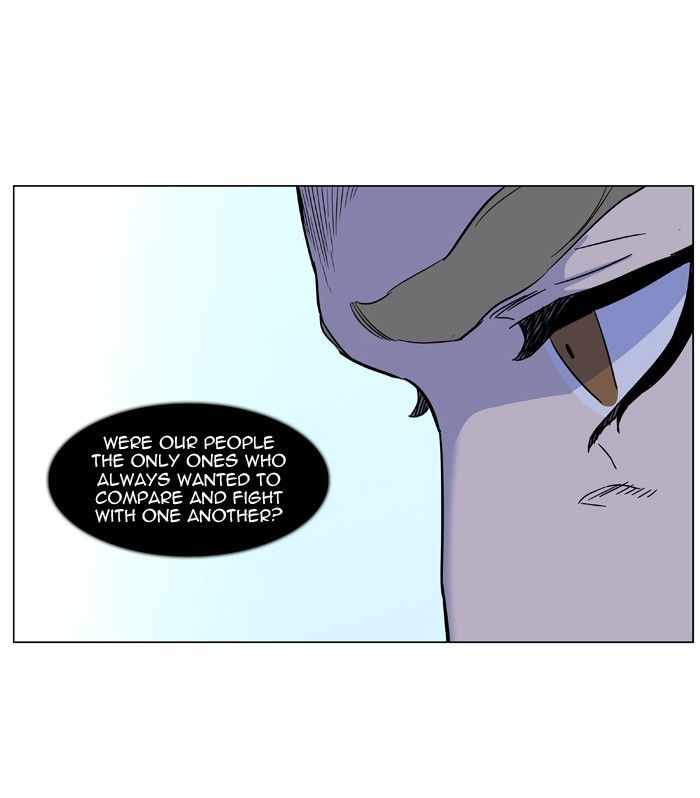 WERE OUR PEOPLE
THE ONLY ONES WHO
ALWAYS WANTED TO
COMPARE AND FIGHT
WITH ONE ANOTHER?